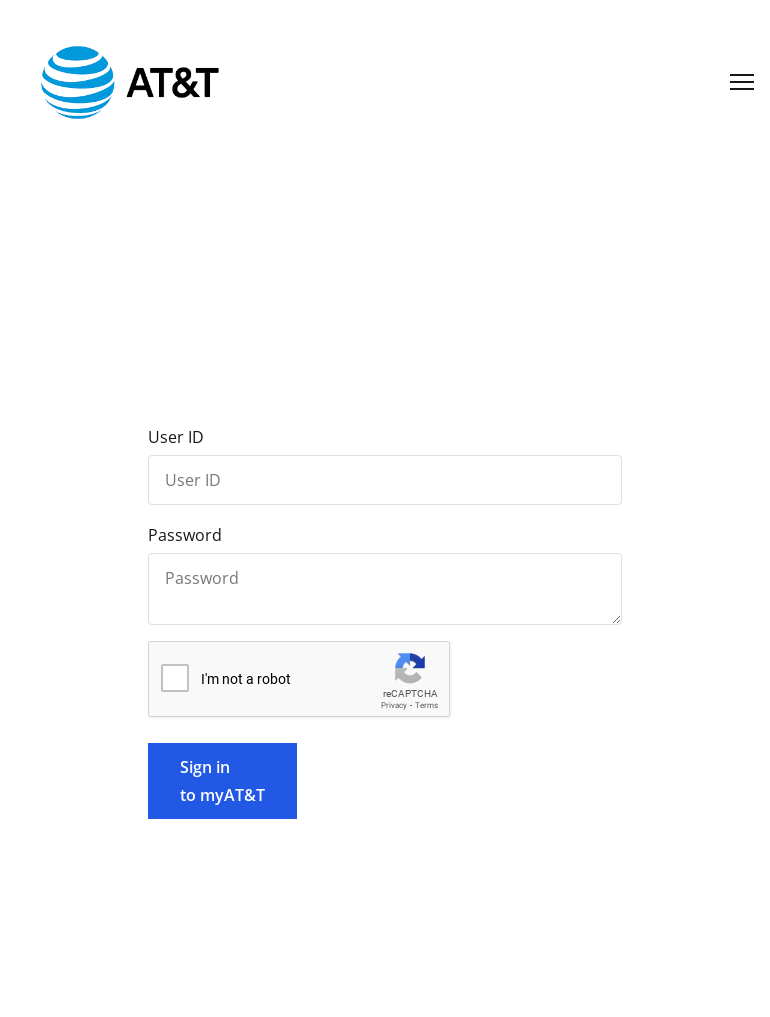 AT&T
User ID
User ID
Password
Password
I'm not a robot
reCAPTCHA
Privacy - Terms
Sign in
to myAT&T